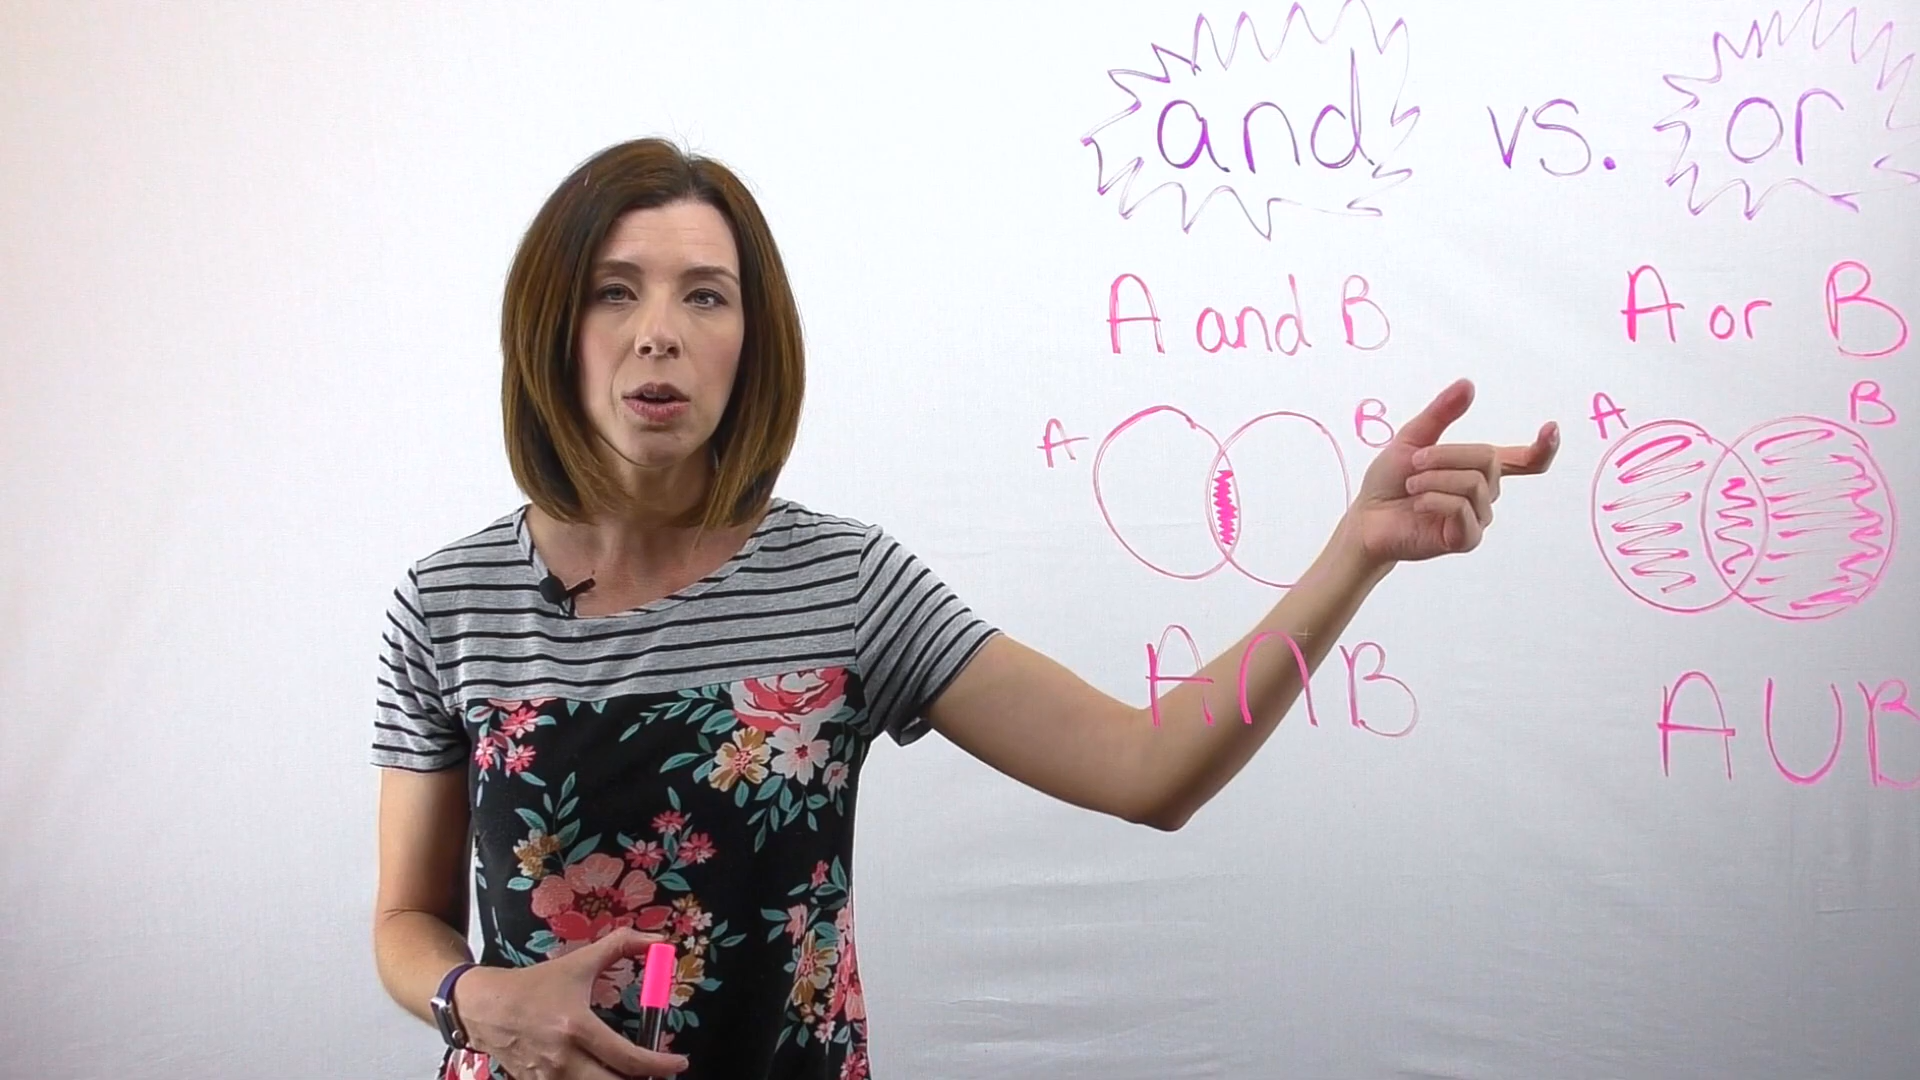 and vs. or
A and B
A or B
A B
A B
A∩B
A∪B